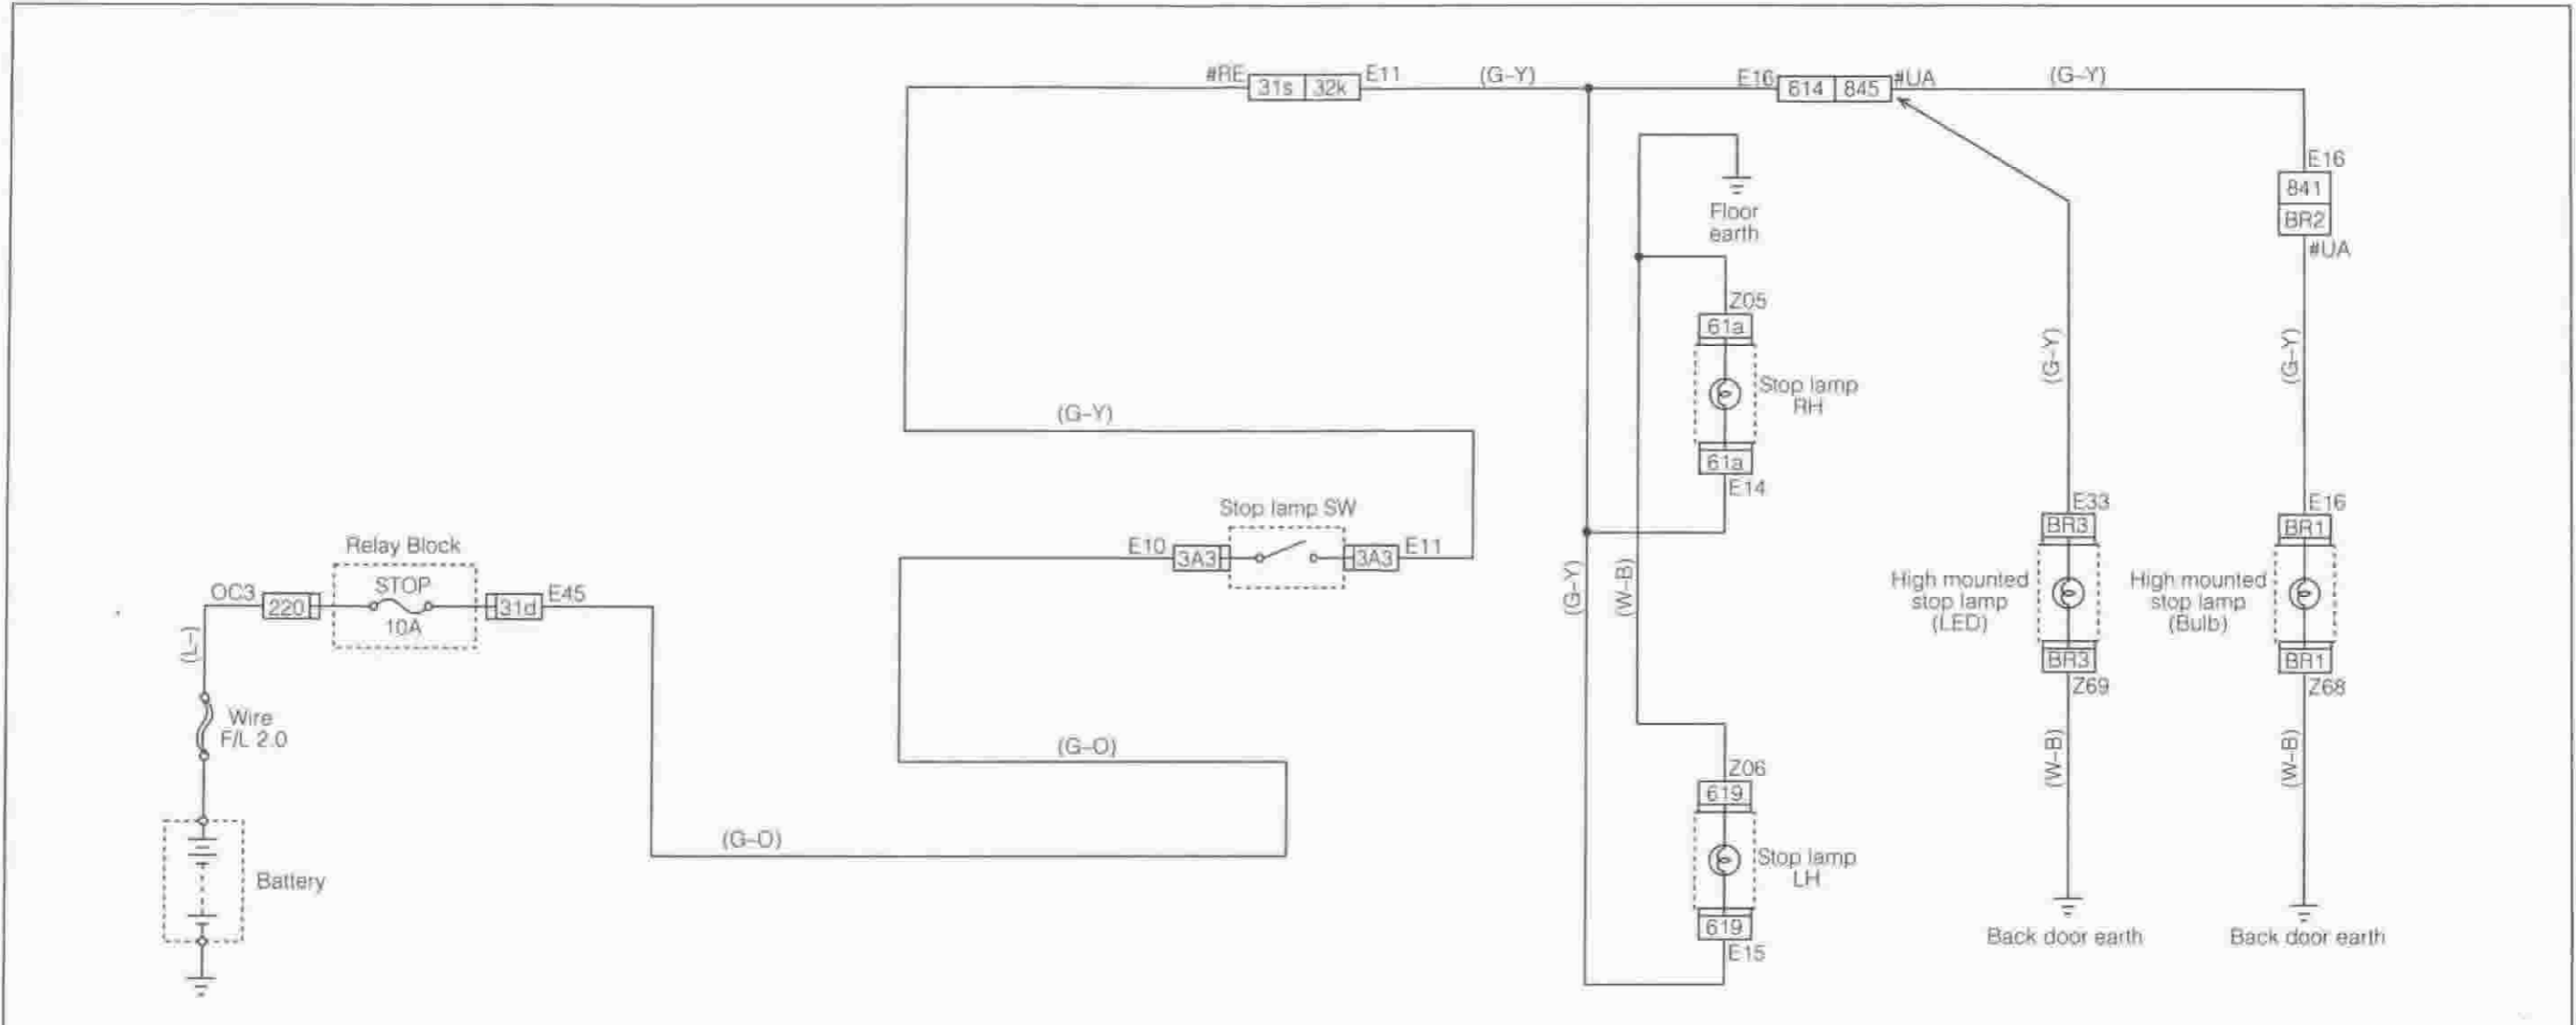 #RE
31s
32k
E11
(G–Y)
E16
614
845
#UA
(G–Y)
E16
841
BR2
#UA
Floor
earth
Z05
61a
Stop lamp
RH
61a
E14
(G–Y)
(G–Y)
(G–Y)
Stop lamp SW
E10
3A3
3A3
E11
E33
BR3
E16
BR1
Relay Block
STOP
10A
OC3
220
31d
E45
(L–)
(G–Y)
(W–B)
High mounted
stop lamp
(LED)
High mounted
stop lamp
(Bulb)
BR3
Z69
BR1
Z68
Wire
F/L 2.0
(G–O)
(W–B)
(W–B)
Z06
619
(G–O)
Battery
Stop lamp
LH
619
E15
Back door earth
Back door earth